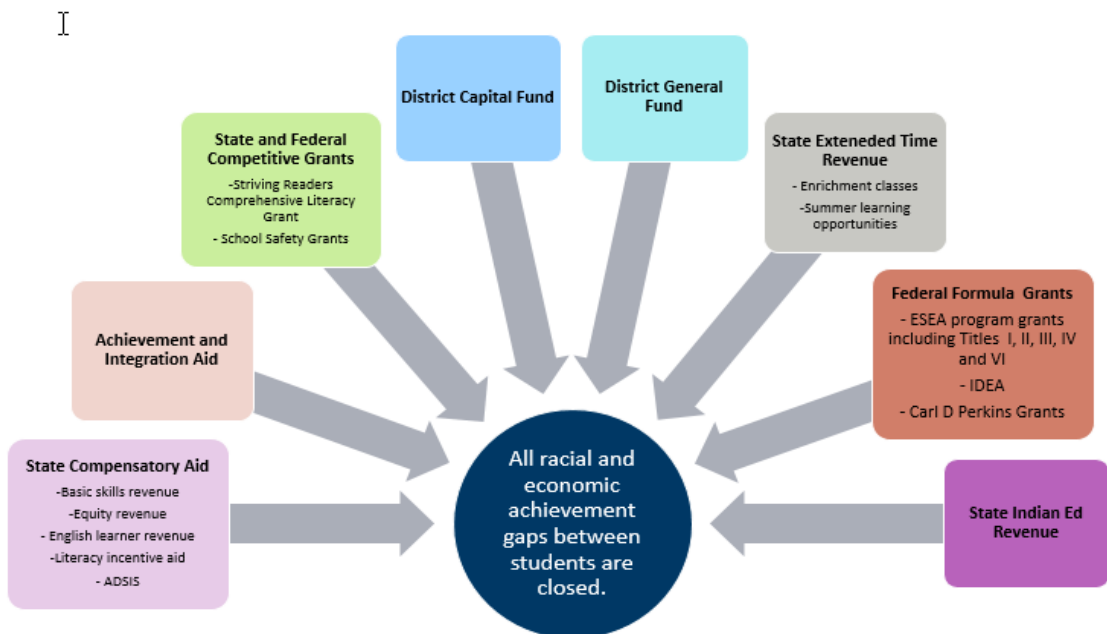 District Capital Fund
District General
Fund
State and Federal
Competitive Grants
-Striving Readers
Comprehensive Literacy
Grant
- School Safety Grants
State Exteneded Time
Revenue
- Enrichment classes
-Summer learning
opportunities
Achievement and
Integration Aid
Federal Formula  Grants
- ESEA program grants
including Titles  I, II, III, IV
and VI
- IDEA
- Carl D Perkins Grants
State Compensatory Aid
-Basic skills revenue
-Equity revenue
- English learner revenue
-Literacy incentive aid
- ADSIS
All racial and
economic
achievement
gaps between
students are
closed.
State Indian Ed
Revenue